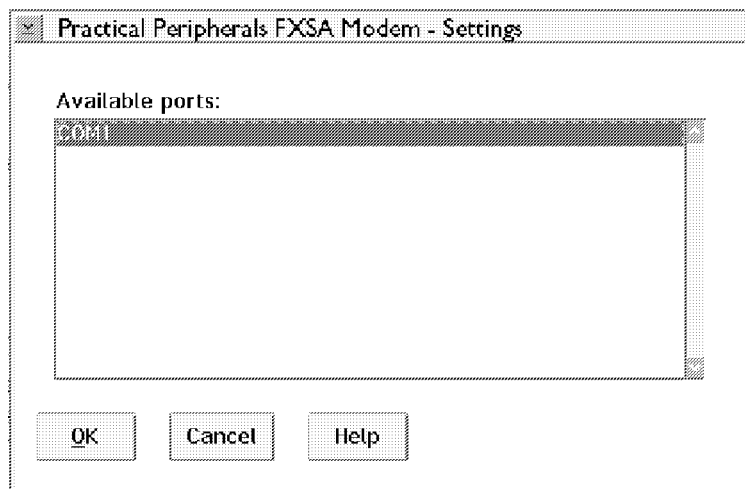 Practical Peripherals FXSA Modem - Settings
Available ports:
COM1
OK Cancel Help